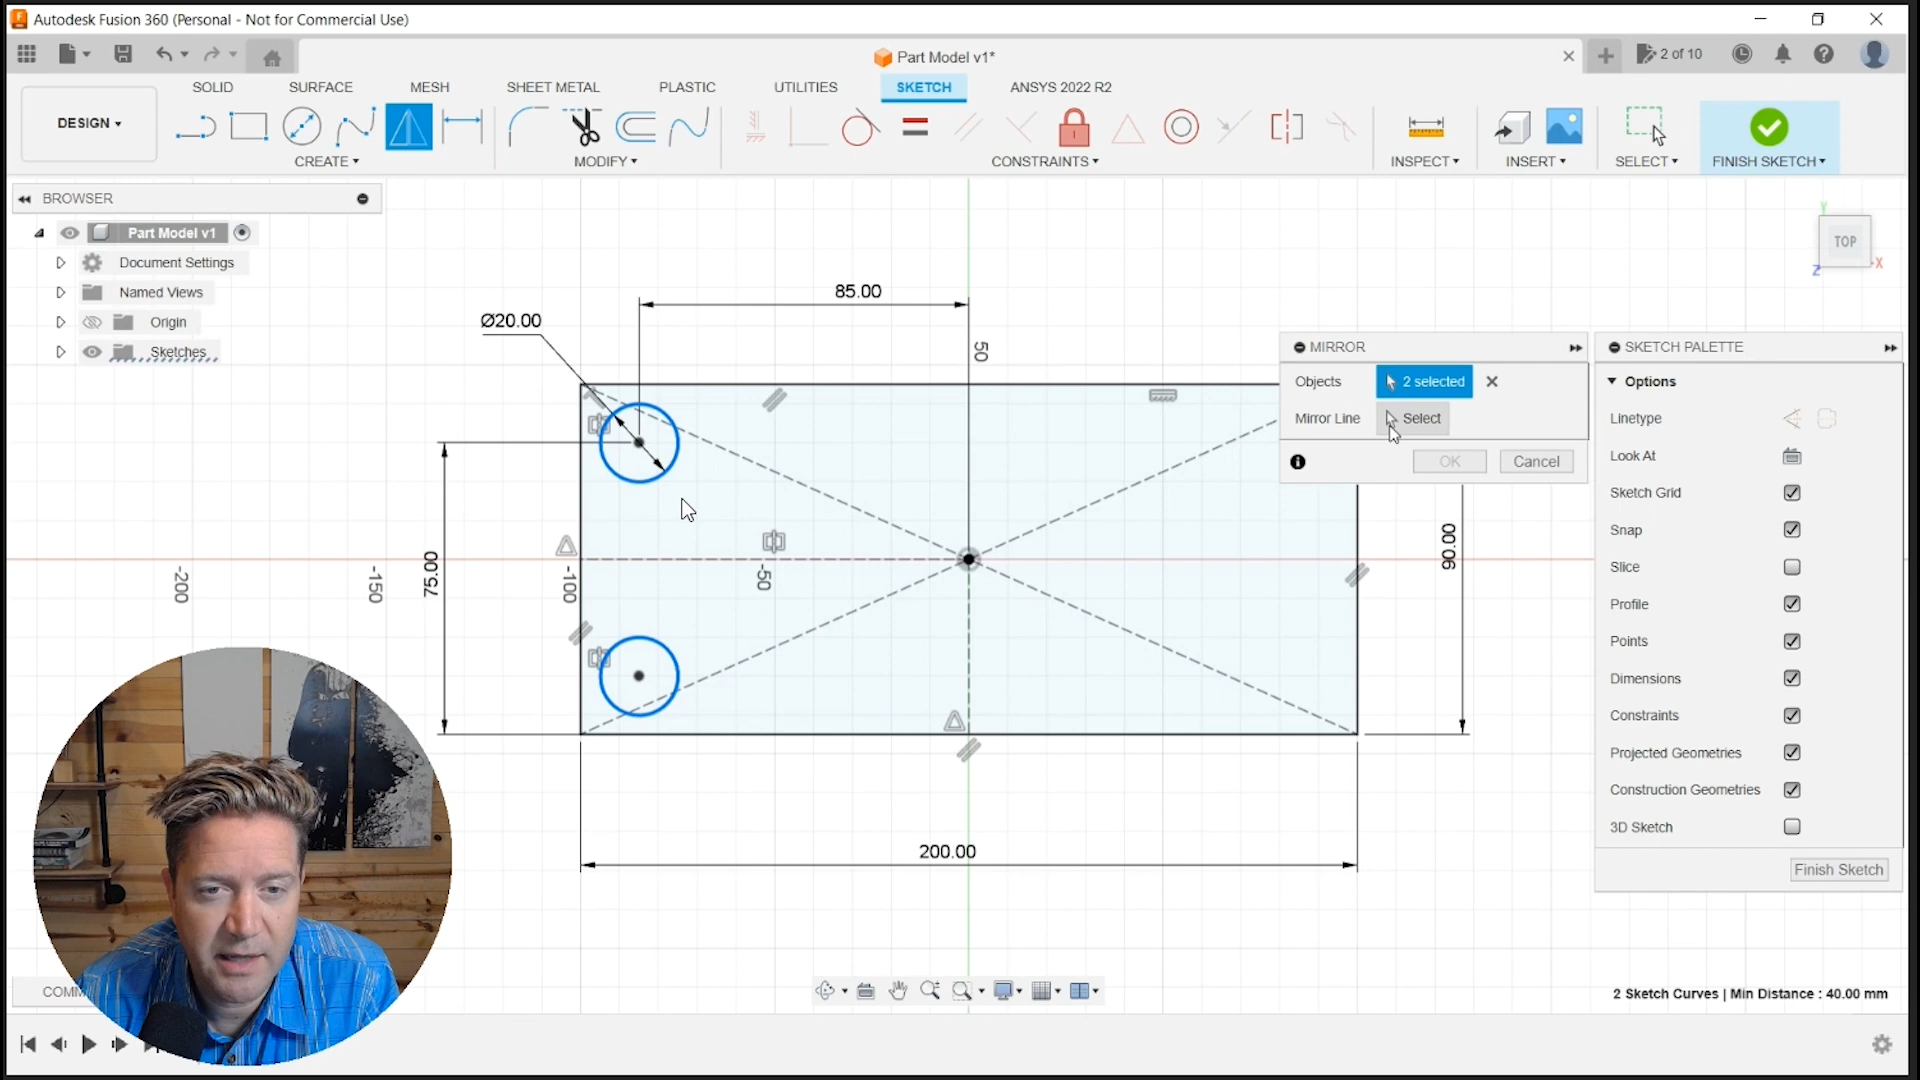 Autodesk Fusion 360 (Personal - Not for Commercial Use)
Part Model v1*
2 of 10
SOLID
SURFACE
MESH
SHEET METAL
PLASTIC
UTILITIES
SKETCH
ANSYS 2022 R2
DESIGN
CREATE
MODIFY
CONSTRAINTS
INSPECT
INSERT
SELECT
FINISH SKETCH
BROWSER
Part Model v1
Document Settings
Named Views
Origin
Sketches
TOP
Y
X
Z
85.00
Ø20.00
50
75.00
-200
-150
-100
-50
90.00
200.00
MIRROR
Objects
2 selected
Mirror Line
Select
OK
Cancel
SKETCH PALETTE
Options
Linetype
Look At
Sketch Grid
Snap
Slice
Profile
Points
Dimensions
Constraints
Projected Geometries
Construction Geometries
3D Sketch
Finish Sketch
COMM
2 Sketch Curves | Min Distance : 40.00 mm